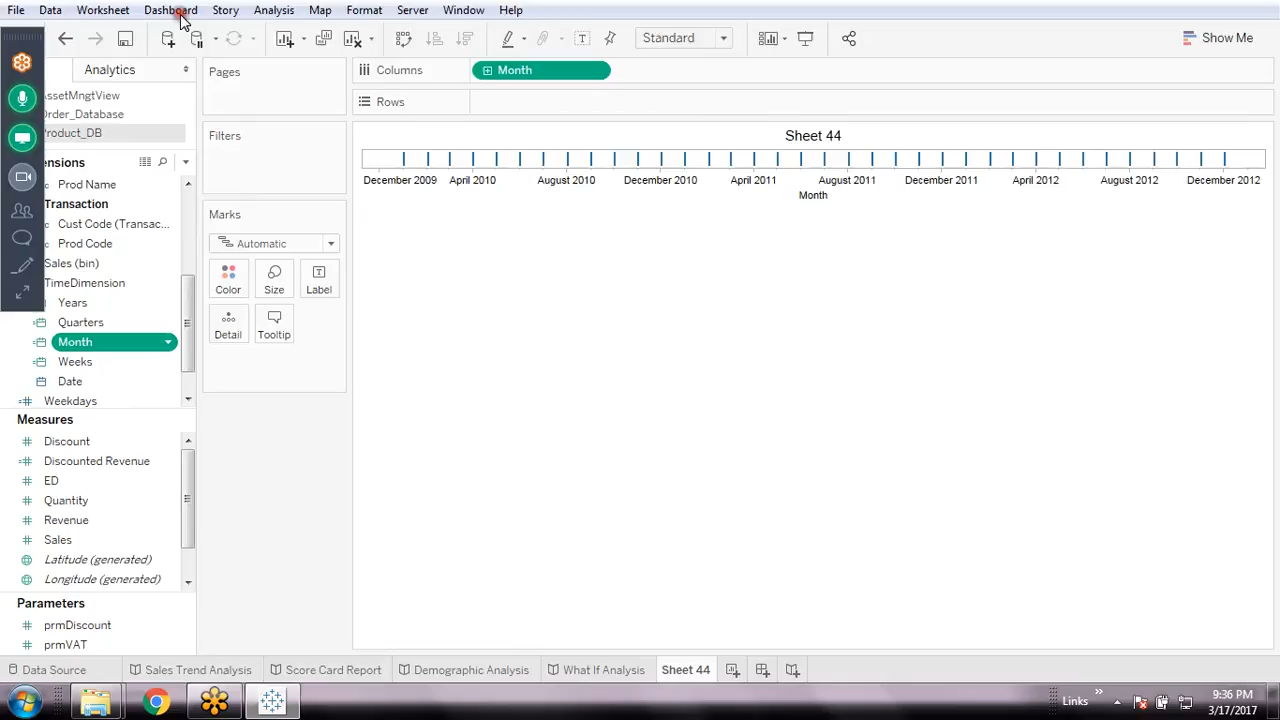 File Data Worksheet Dashboard Story Analysis Map Format Server Window Help
Standard
Show Me
Analytics
AssetMngtView
Order_Database
Product_DB
Prod Name
Transaction
Cust Code (Transac...
Prod Code
Sales (bin)
TimeDimension
Years
Quarters
Month
Weeks
Date
Weekdays
Measures
Discount
Discounted Revenue
ED
Quantity
Revenue
Sales
Latitude (generated)
Longitude (generated)
Parameters
prmDiscount
prmVAT
Pages
Filters
Marks
Automatic
Color Size Label
Detail Tooltip
Columns Month
Rows
Sheet 44
December 2009 April 2010 August 2010 December 2010 April 2011 August 2011 December 2011 April 2012 August 2012 December 2012
Month
Data Source Sales Trend Analysis Score Card Report Demographic Analysis What If Analysis Sheet 44
Links
9:36 PM
3/17/2017